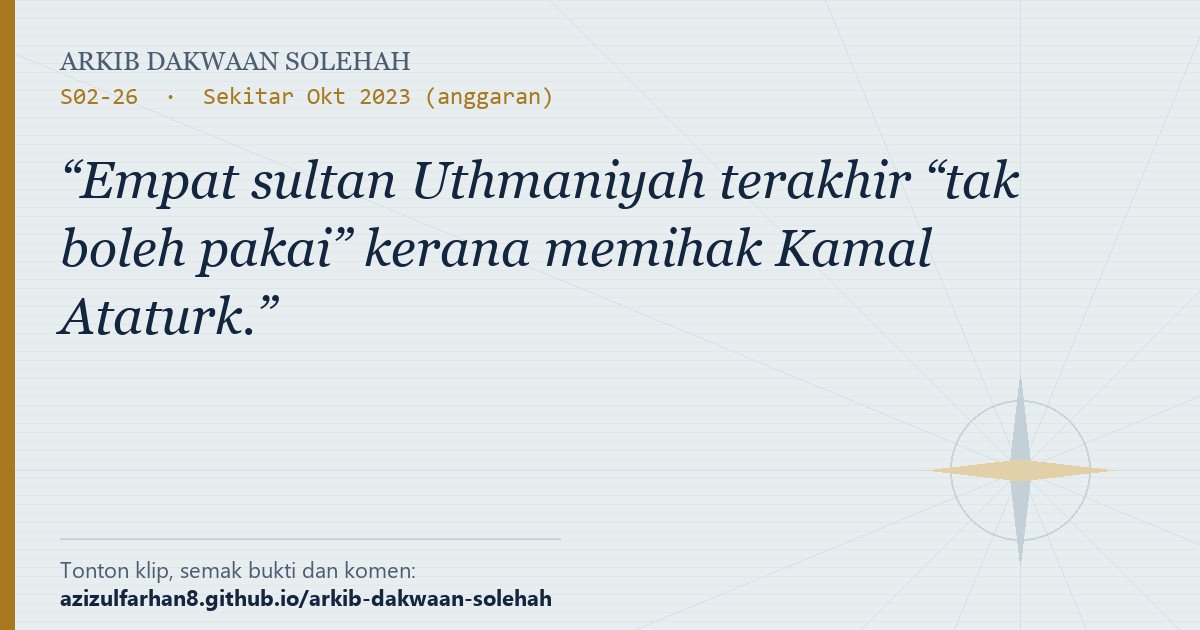 ARKIB DAKWAAN SOLEHAH
S02-26 · Sekitar Okt 2023 (anggaran)
“Empat sultan Uthmaniyah terakhir “tak
boleh pakai” kerana memihak Kamal
Ataturk.”
Tonton klip, semak bukti dan komen:
azizulfarhan8.github.io/arkib-dakwaan-solehah